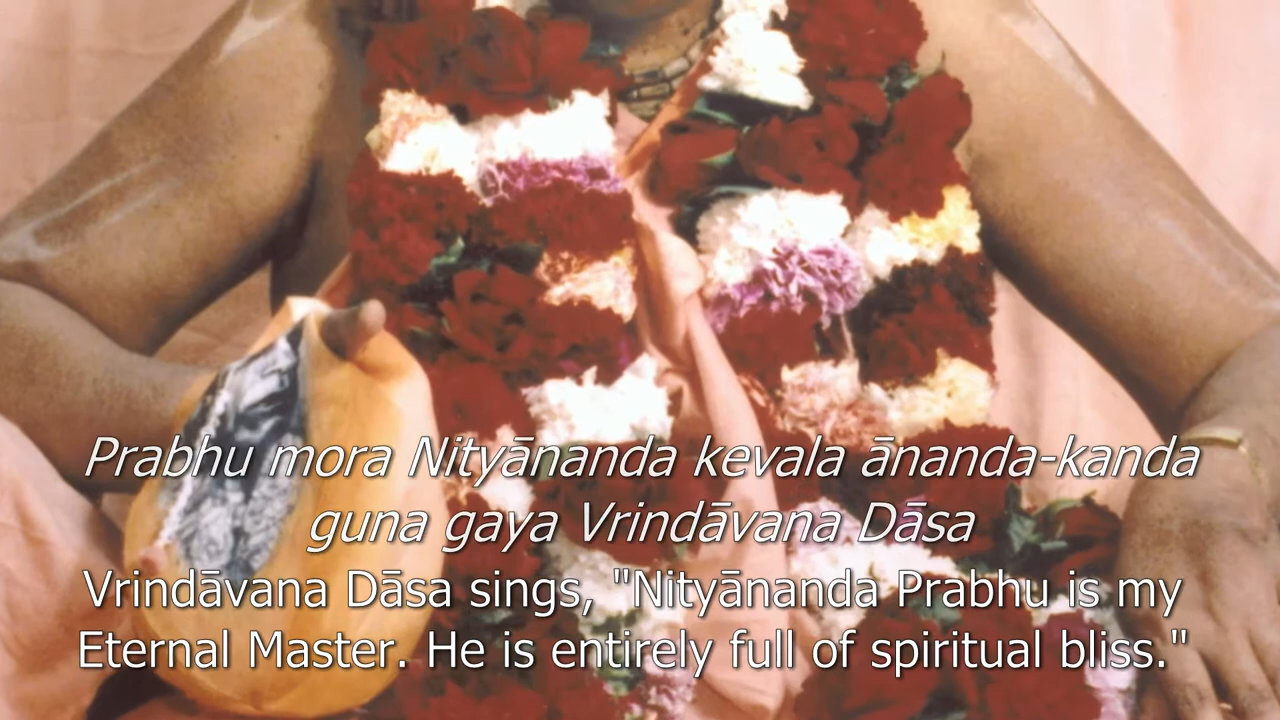 Prabhu mora Nityānanda kevala ānanda-kanda
guna gaya Vrindāvana Dāsa
Vrindāvana Dāsa sings, "Nityānanda Prabhu is my
Eternal Master. He is entirely full of spiritual bliss."